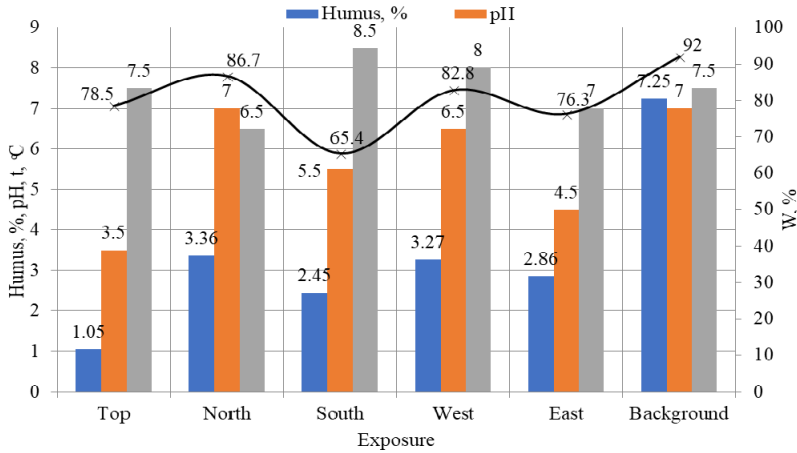 Humus, % pH
9 100
8 90
7 80
6 70
5 60
4 50
3 40
2 30
1 20
0 10
0
Humus, %, pH, t, °C
W, %
78.5 7.5 86.7 7 6.5 8.5 65.4 5.5 82.8 8 6.5 76.3 7 92 7.25 7 7.5
3.5 3.36 2.45 3.27 4.5 2.86
1.05
Top North South West East Background
Exposure